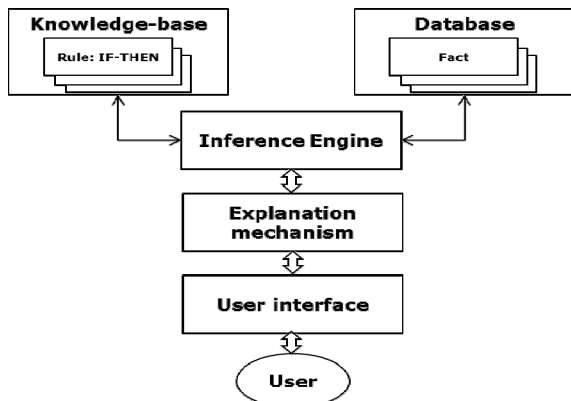 Knowledge-base
Rule: IF-THEN
Database
Fact
Inference Engine
Explanation
mechanism
User interface
User